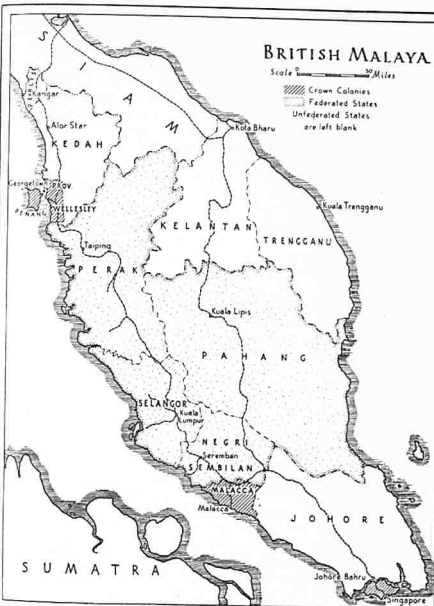 BRITISH MALAYA
Scale 0 50 Miles
Crown Colonies
Federated States
Unfederated States
are left blank
SIAM
Kangar
Alor Star
KEDAH
Kota Bharu
Georgetown
PROV.
WELLESLEY
PENANG
Kuala Trengganu
KELANTAN
TRENGGANU
Taiping
PERAK
Kuala Lipis
PAHANG
SELANGOR
Kuala
Lumpur
NEGRI
Seremban
SEMBILAN
MALACCA
Malacca
JOHORE
SUMATRA
Johore Bahru
Singapore